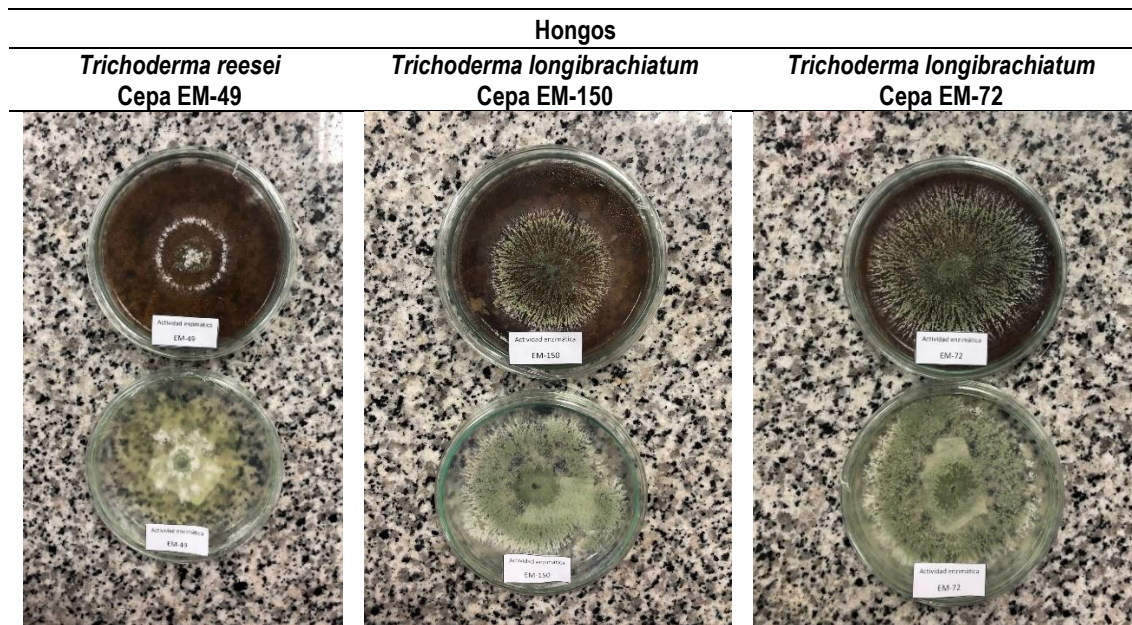 Hongos
Trichoderma reesei
Cepa EM-49
Trichoderma longibrachiatum
Cepa EM-150
Trichoderma longibrachiatum
Cepa EM-72
Actividad enzimática
EM-49
Actividad enzimática
EM-150
Actividad enzimática
EM-72
Actividad enzimática
EM-49
Actividad enzimática
EM-150
Actividad enzimática
EM-72